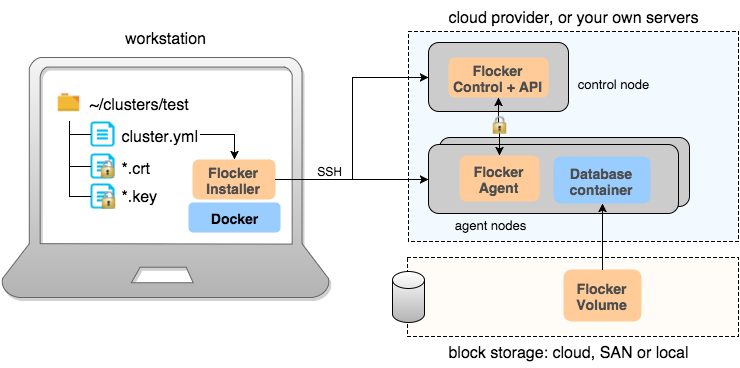 cloud provider, or your own servers
workstation
~/clusters/test
cluster.yml
*.crt
*.key
Flocker
Installer
Docker
SSH
Flocker
Control + API
control node
Flocker
Agent
Database
container
agent nodes
Flocker
Volume
block storage: cloud, SAN or local